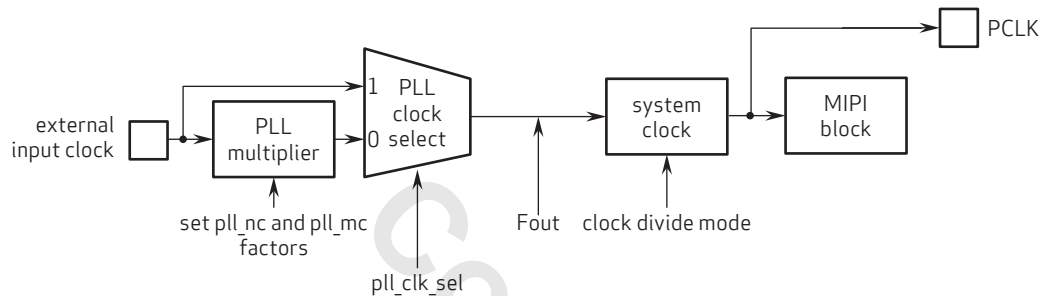 PCLK
external
input clock
PLL
multiplier
1
0
PLL
clock
select
system
clock
MIPI
block
set pll_nc and pll_mc
factors
Fout
clock divide mode
pll_clk_sel